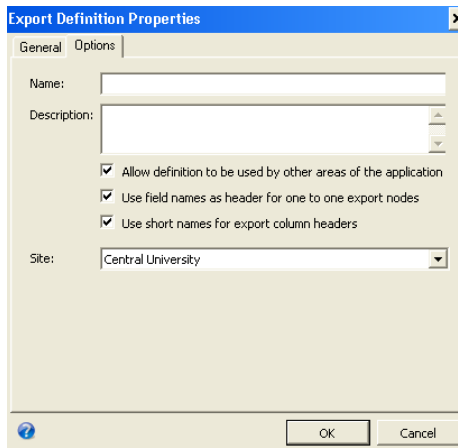 Export Definition Properties
General Options
Name:
Description:
Allow definition to be used by other areas of the application
Use field names as header for one to one export nodes
Use short names for export column headers
Site: Central University
OK Cancel